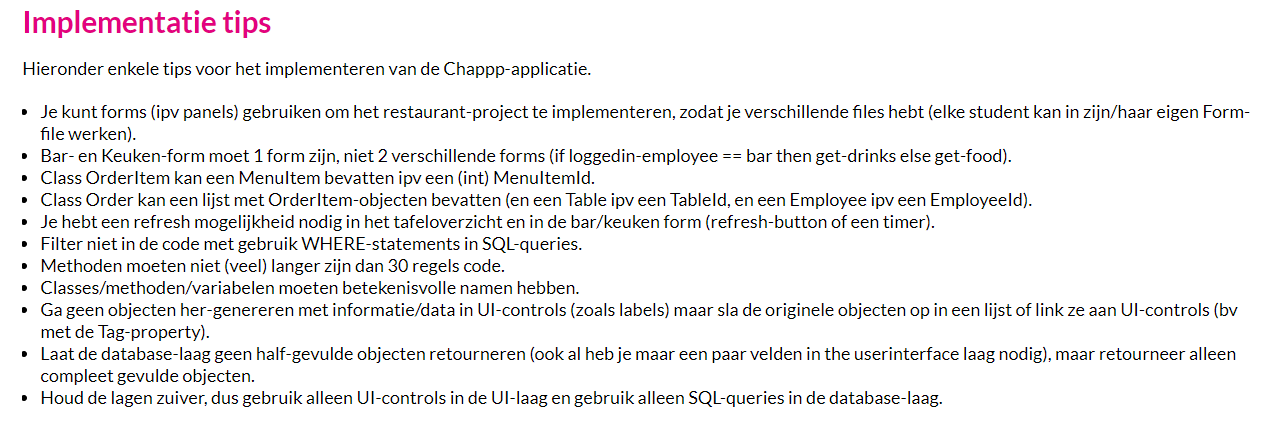 Implementatie tips
Hieronder enkele tips voor het implementeren van de Chappp-applicatie.
• Je kunt forms (ipv panels) gebruiken om het restaurant-project te implementeren, zodat je verschillende files hebt (elke student kan in zijn/haar eigen Form-
file werken).
• Bar- en Keuken-form moet 1 form zijn, niet 2 verschillende forms (if loggedin-employee == bar then get-drinks else get-food).
• Class OrderItem kan een MenuItem bevatten ipv een (int) MenuItemId.
• Class Order kan een lijst met OrderItem-objecten bevatten (en een Table ipv een TableId, en een Employee ipv een EmployeeId).
• Je hebt een refresh mogelijkheid nodig in het tafeloverzicht en in de bar/keuken form (refresh-button of een timer).
• Filter niet in de code met gebruik WHERE-statements in SQL-queries.
• Methoden moeten niet (veel) langer zijn dan 30 regels code.
• Classes/methoden/variabelen moeten betekenisvolle namen hebben.
• Ga geen objecten her-genereren met informatie/data in UI-controls (zoals labels) maar sla de originele objecten op in een lijst of link ze aan UI-controls (bv
met de Tag-property).
• Laat de database-laag geen half-gevulde objecten retourneren (ook al heb je maar een paar velden in the userinterface laag nodig), maar retourneer alleen
compleet gevulde objecten.
• Houd de lagen zuiver, dus gebruik alleen UI-controls in de UI-laag en gebruik alleen SQL-queries in de database-laag.